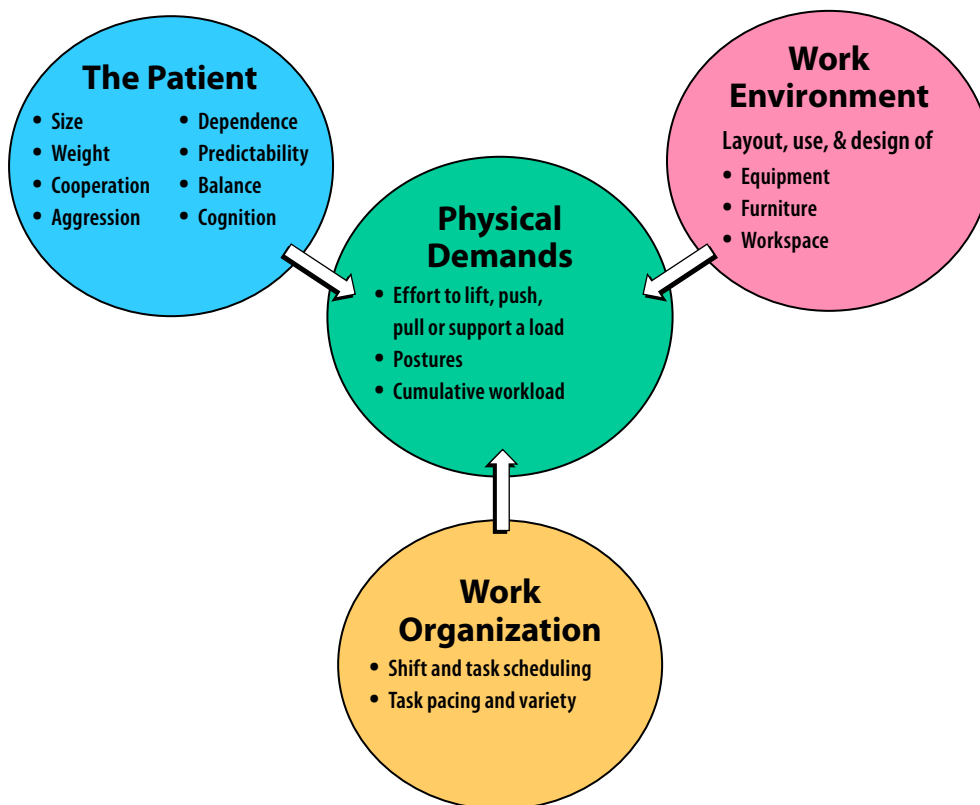 The Patient
• Size
• Weight
• Cooperation
• Aggression
• Dependence
• Predictability
• Balance
• Cognition
Work
Environment
Layout, use, & design of
• Equipment
• Furniture
• Workspace
Physical
Demands
• Effort to lift, push,
pull or support a load
• Postures
• Cumulative workload
Work
Organization
• Shift and task scheduling
• Task pacing and variety